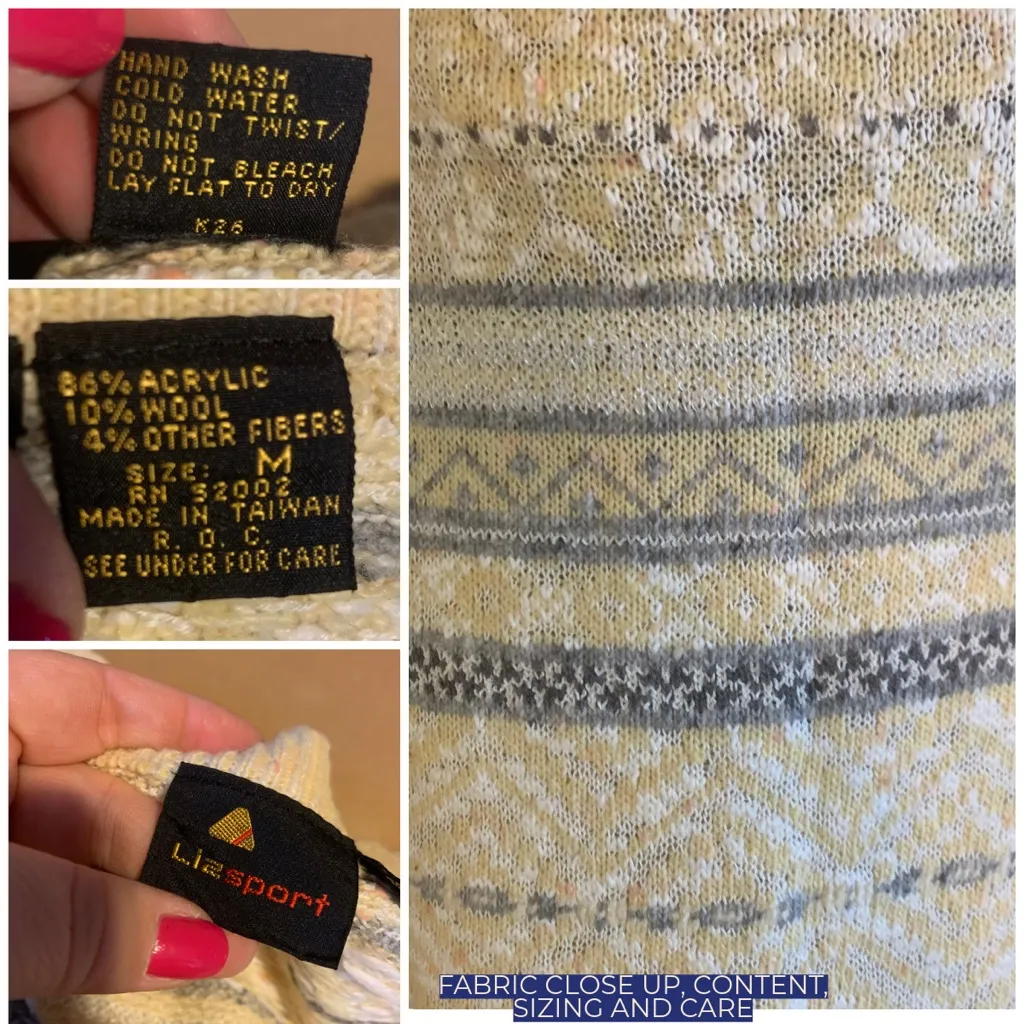 HAND WASH
COLD WATER
DO NOT TWIST/
WRING
DO NOT BLEACH
LAY FLAT TO DRY
K26
86% ACRYLIC
10% WOOL
4% OTHER FIBERS
SIZE: M
RN 52002
MADE IN TAIWAN
R. O. C.
SEE UNDER FOR CARE
Lizsport
FABRIC CLOSE UP, CONTENT,
SIZING AND CARE